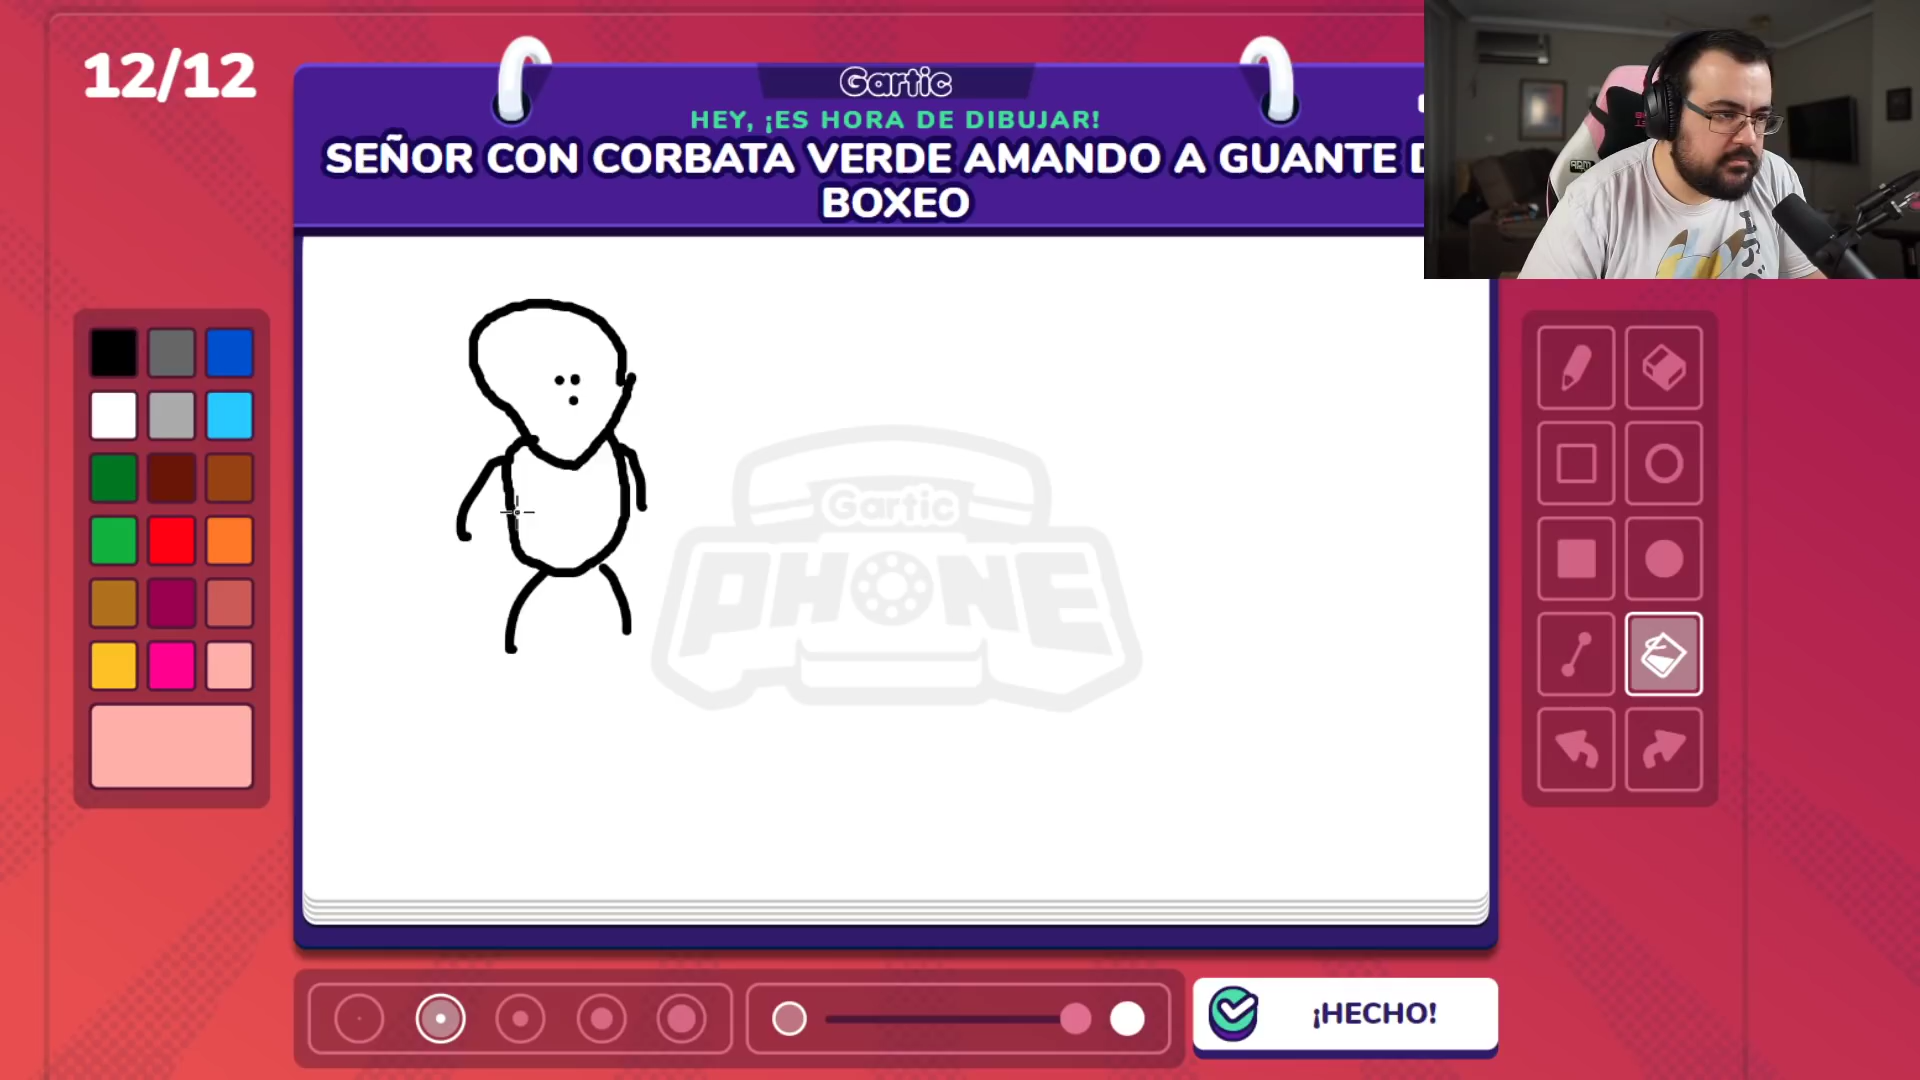 12/12
Gartic
HEY, ¡ES HORA DE DIBUJAR!
SEÑOR CON CORBATA VERDE AMANDO A GUANTE
BOXEO
Gartic
PHONE
¡HECHO!